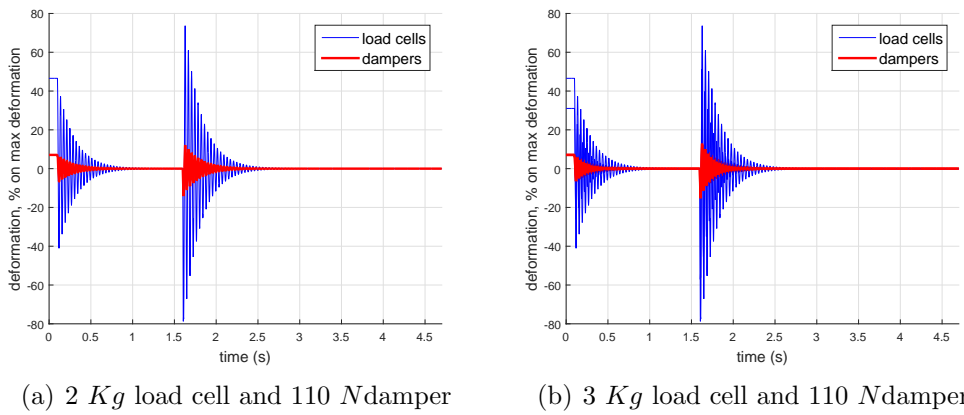 80
60
40
20
0
-20
-40
-60
-80
deformation, % on max deformation
0 0.5 1 1.5 2 2.5 3 3.5 4 4.5
time (s)
load cells
dampers
(a) 2 Kg load cell and 110 Ndamper
80
60
40
20
0
-20
-40
-60
-80
deformation, % on max deformation
0 0.5 1 1.5 2 2.5 3 3.5 4 4.5
time (s)
load cells
dampers
(b) 3 Kg load cell and 110 Ndamper